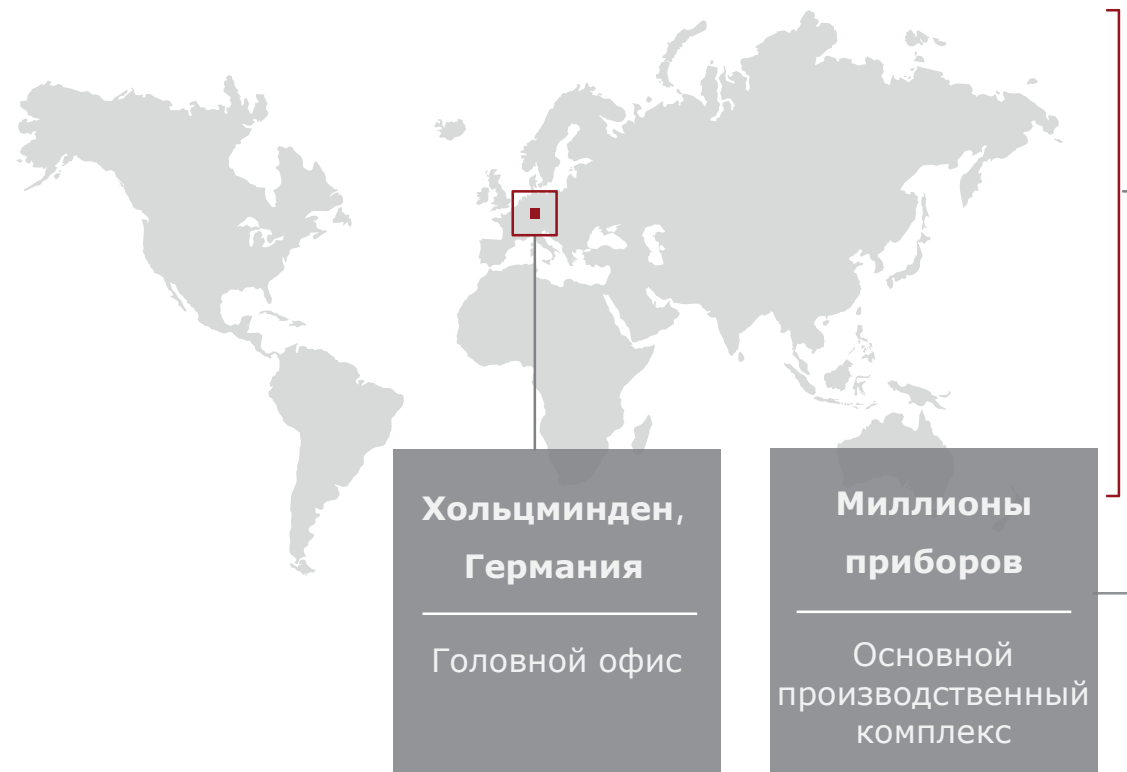 Хольцминден,
Германия
Головной офис
Миллионы
приборов
Основной
производственный
комплекс